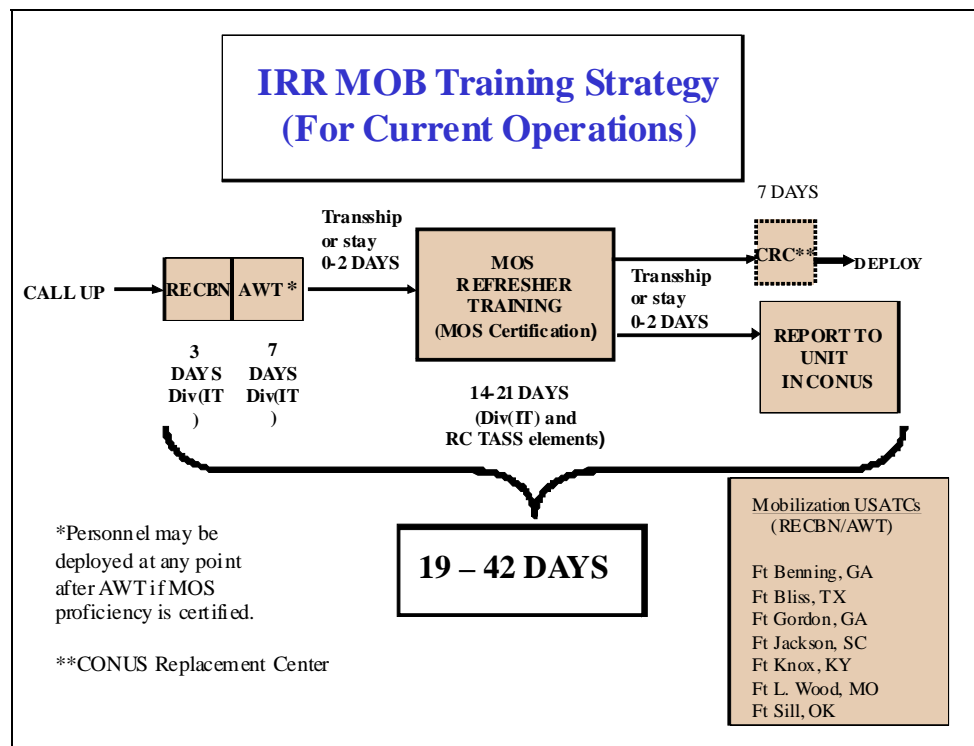 IRR MOB Training Strategy
(For Current Operations)
7 DAYS
Transship
or stay
0-2 DAYS
CALL UP
RECBN
AWT *
MOS
REFRESHER
TRAINING
(MOS Certification)
CRC**
DEPLOY
Transship
or stay
0-2 DAYS
REPORT TO
UNIT
IN CONUS
3
DAYS
Div(IT
)
7
DAYS
Div(IT
)
14-21 DAYS
(Div(IT) and
RC TASS elements)
19 – 42 DAYS
*Personnel may be
deployed at any point
after AWT if MOS
proficiency is certified.
**CONUS Replacement Center
Mobilization USATCs
(RECBN/AWT)
Ft Benning, GA
Ft Bliss, TX
Ft Gordon, GA
Ft Jackson, SC
Ft Knox, KY
Ft L. Wood, MO
Ft Sill, OK